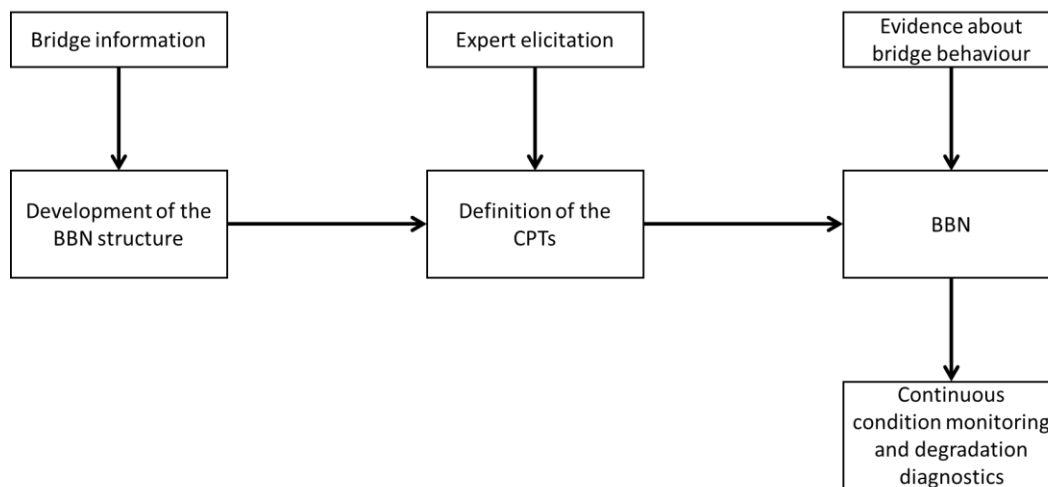 Bridge information
Expert elicitation
Evidence about
bridge behaviour
Development of the
BBN structure
Definition of the
CPTs
BBN
Continuous
condition monitoring
and degradation
diagnostics